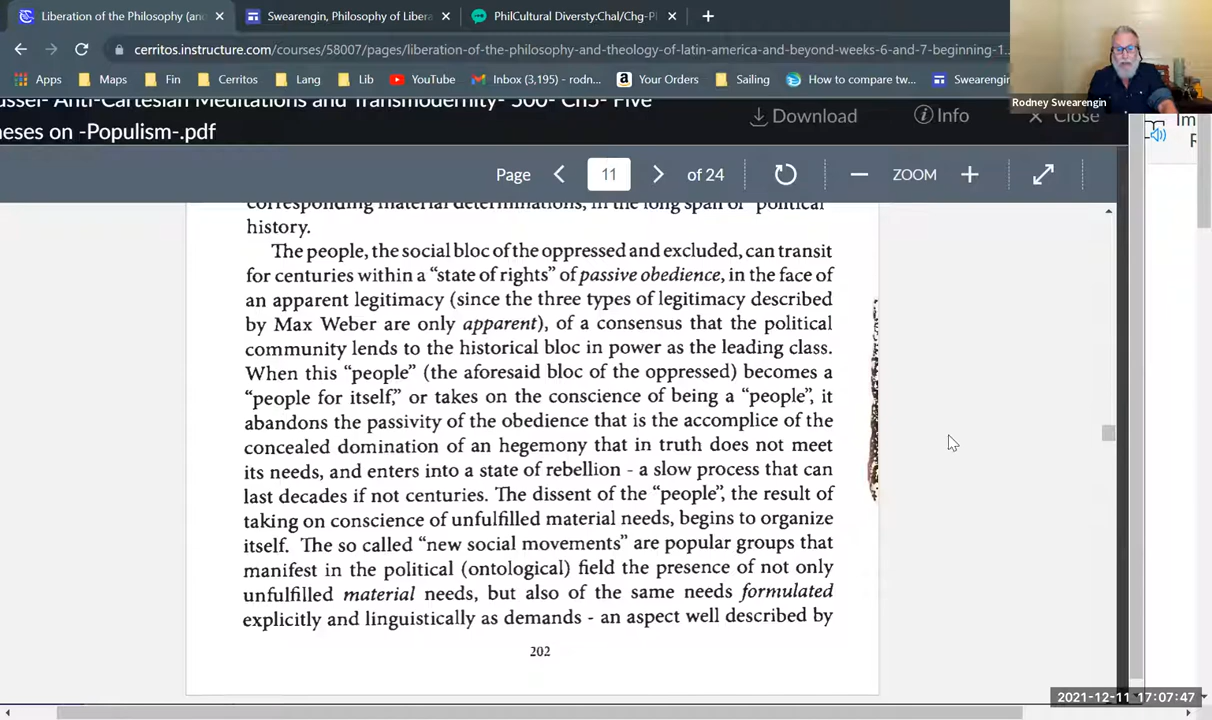 Liberation of the Philosophy (and
Swearengin, Philosophy of Libera
PhilCultural Diversty:Chal/Chg-P
cerritos.instructure.com/courses/58007/pages/liberation-of-the-philosophy-and-theology-of-latin-america-and-beyond-weeks-6-and-7-beginning-1...
Apps Maps Fin Cerritos Lang Lib YouTube Inbox (3,195) - rodn... Your Orders Sailing How to compare tw... Swearengin
Rodney Swearengin
ussel- Anti-Cartesian Meditations and Transmodernity- 300- Ch5- Five
heses on -Populism-.pdf
Download Info Close
Im
R
Page 11 of 24 ZOOM
corresponding material determinations, in the long span of "political
history.
The people, the social bloc of the oppressed and excluded, can transit
for centuries within a "state of rights" of passive obedience, in the face of
an apparent legitimacy (since the three types of legitimacy described
by Max Weber are only apparent), of a consensus that the political
community lends to the historical bloc in power as the leading class.
When this "people" (the aforesaid bloc of the oppressed) becomes a
"people for itself," or takes on the conscience of being a "people", it
abandons the passivity of the obedience that is the accomplice of the
concealed domination of an hegemony that in truth does not meet
its needs, and enters into a state of rebellion - a slow process that can
last decades if not centuries. The dissent of the "people", the result of
taking on conscience of unfulfilled material needs, begins to organize
itself. The so called "new social movements" are popular groups that
manifest in the political (ontological) field the presence of not only
unfulfilled material needs, but also of the same needs formulated
explicitly and linguistically as demands - an aspect well described by
202
2021-12-11 17:07:47